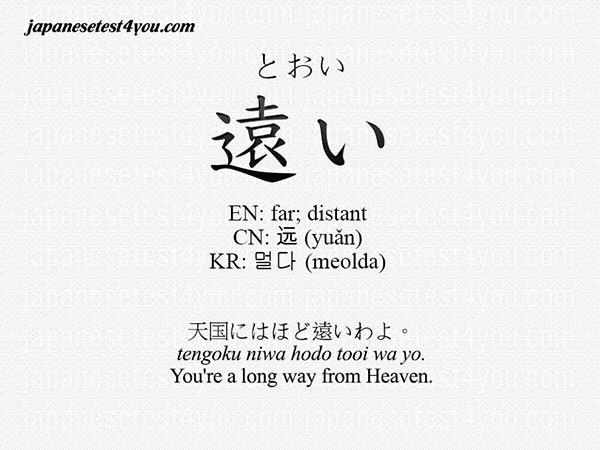 japanesetest4you.com
とおい
遠い
EN: far; distant
CN: 远 (yuǎn)
KR: 멀다 (meolda)
天国にはほど遠いわよ。
tengoku niwa hodo tooi wa yo.
You're a long way from Heaven.